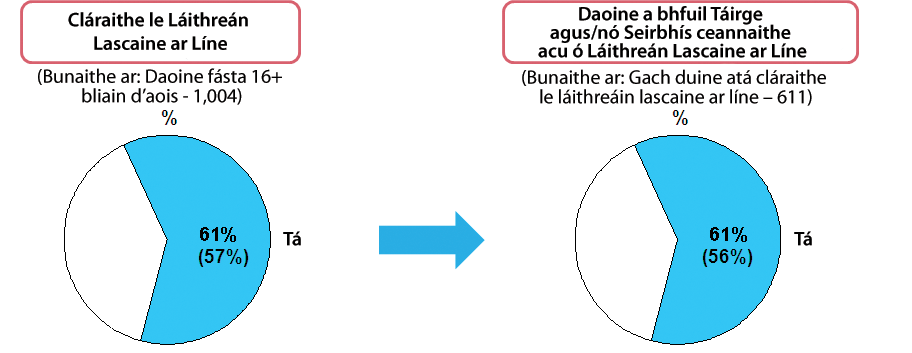 Cláraithe le Láithreán
Lascaine ar Líne
(Bunaithe ar: Daoine fásta 16+
bliain d'aois - 1,004)
%
61%
(57%)
Tá
Daoine a bhfuil Táirge
agus/nó Seirbhís ceannaithe
acu ó Láithreán Lascaine ar Líne
(Bunaithe ar: Gach duine atá cláraithe
le láithreáin lascaine ar líne – 611)
%
61%
(56%)
Tá